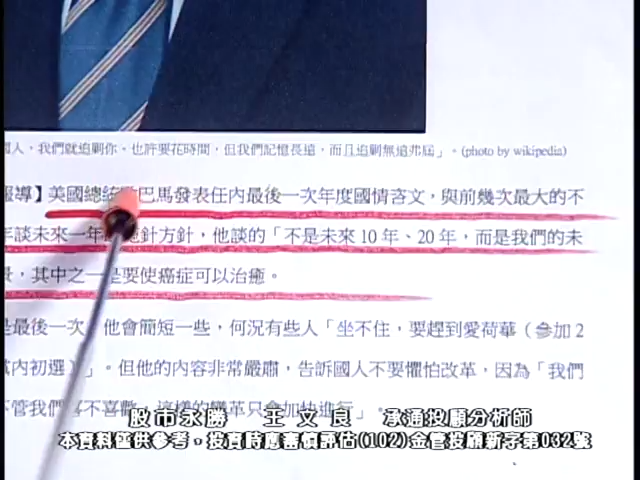 國人，我們就追剿你。也許要花時間，但我們記憶長遠，而且追剿無遠弗屆」。(photo by wikipedia)
報導】美國總統歐巴馬發表任內最後一次年度國情咨文，與前幾次最大的不
年談未來一年 施針方針，他談的「不是未來 10 年、20 年，而是我們的未
，其中之一是要使癌症可以治癒。
是最後一次，他會簡短一些，何況有些人「坐不住，要趕到愛荷華（參加 2
黨內初選）」。但他的內容非常嚴肅，告訴國人不要懼怕改革，因為「我們
不管我們喜不喜歡，這樣的變革只會加快進行」。
股市永勝 王文良 承通投顧分析師
本資料僅供參考，投資時應審慎評估(102)金管投顧新字第032號